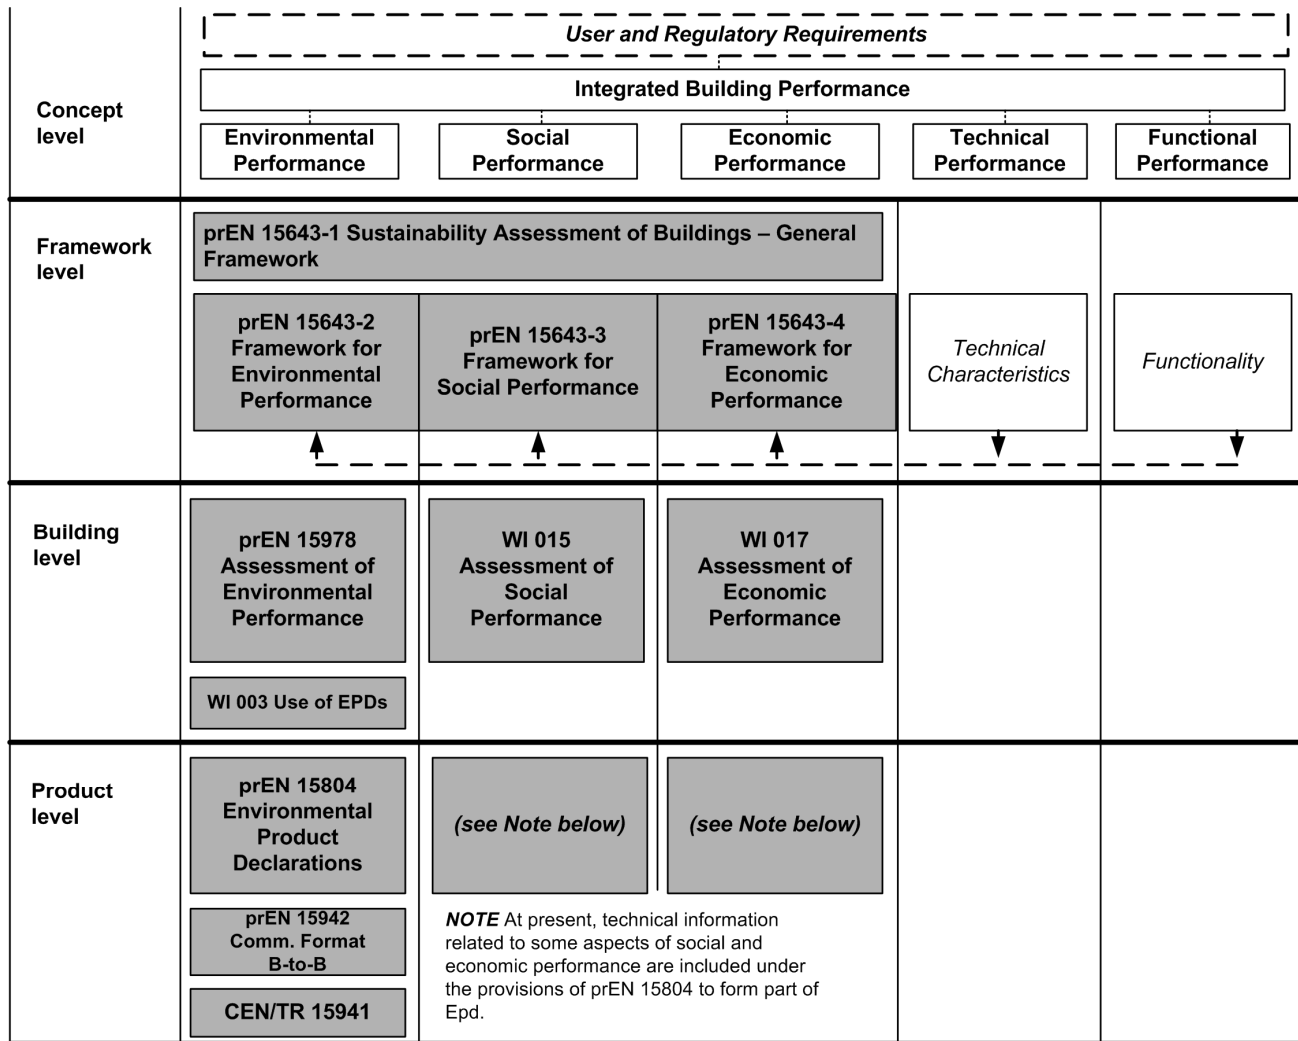 User and Regulatory Requirements
Integrated Building Performance
Concept
level
Environmental
Performance
Social
Performance
Economic
Performance
Technical
Performance
Functional
Performance
Framework
level
prEN 15643-1 Sustainability Assessment of Buildings – General
Framework
prEN 15643-2
Framework for
Environmental
Performance
prEN 15643-3
Framework for
Social Performance
prEN 15643-4
Framework for
Economic
Performance
Technical
Characteristics
Functionality
Building
level
prEN 15978
Assessment of
Environmental
Performance
WI 015
Assessment of
Social
Performance
WI 017
Assessment of
Economic
Performance
WI 003 Use of EPDs
Product
level
prEN 15804
Environmental
Product
Declarations
(see Note below)
(see Note below)
prEN 15942
Comm. Format
B-to-B
CEN/TR 15941
NOTE At present, technical information
related to some aspects of social and
economic performance are included under
the provisions of prEN 15804 to form part of
Epd.